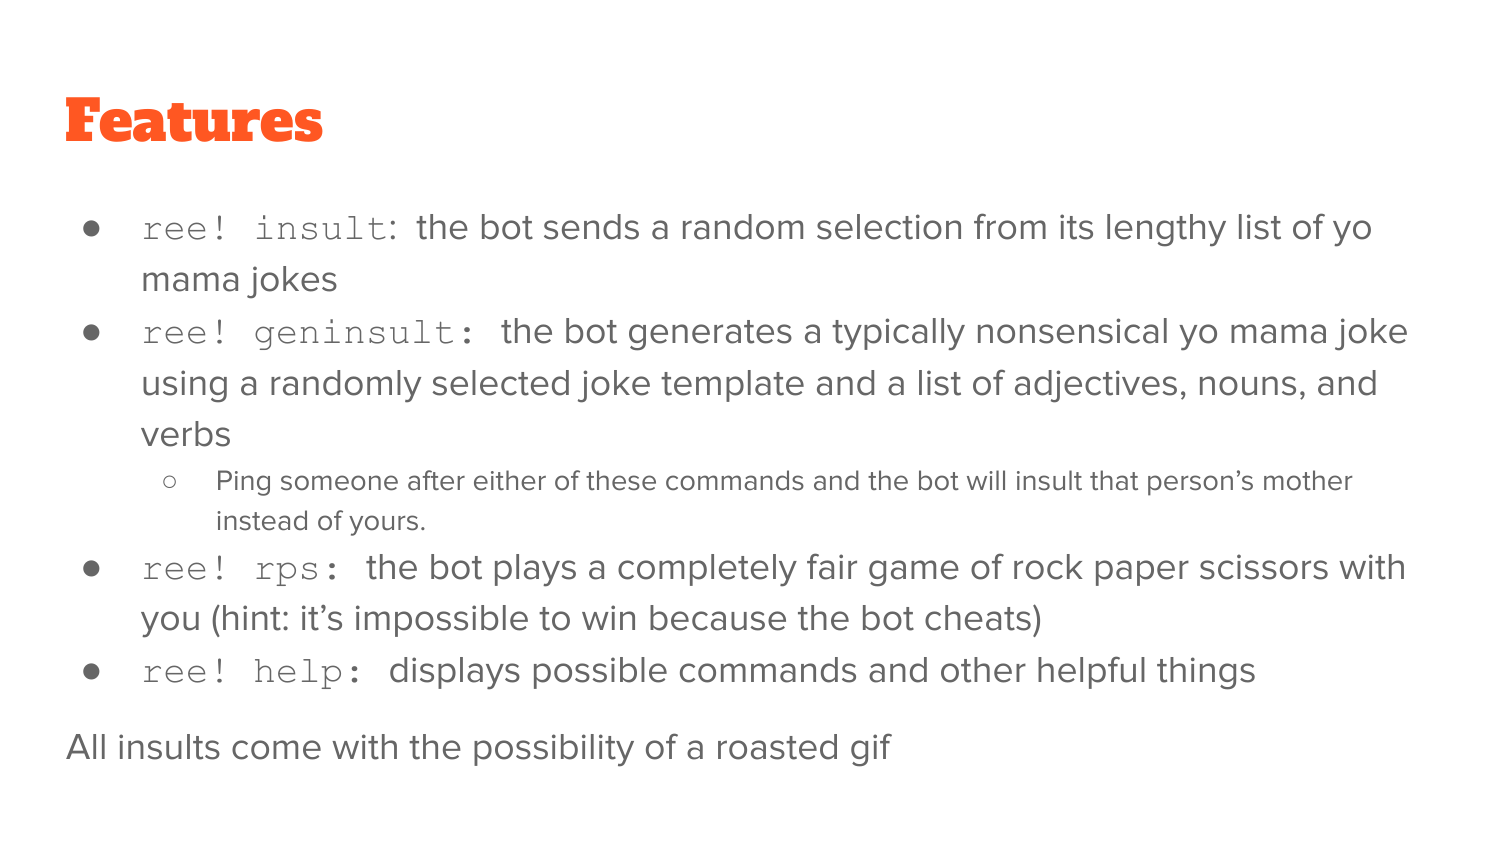 Features
● ree! insult: the bot sends a random selection from its lengthy list of yo
mama jokes
● ree! geninsult: the bot generates a typically nonsensical yo mama joke
using a randomly selected joke template and a list of adjectives, nouns, and
verbs
○ Ping someone after either of these commands and the bot will insult that person’s mother
instead of yours.
● ree! rps: the bot plays a completely fair game of rock paper scissors with
you (hint: it’s impossible to win because the bot cheats)
● ree! help: displays possible commands and other helpful things
All insults come with the possibility of a roasted gif